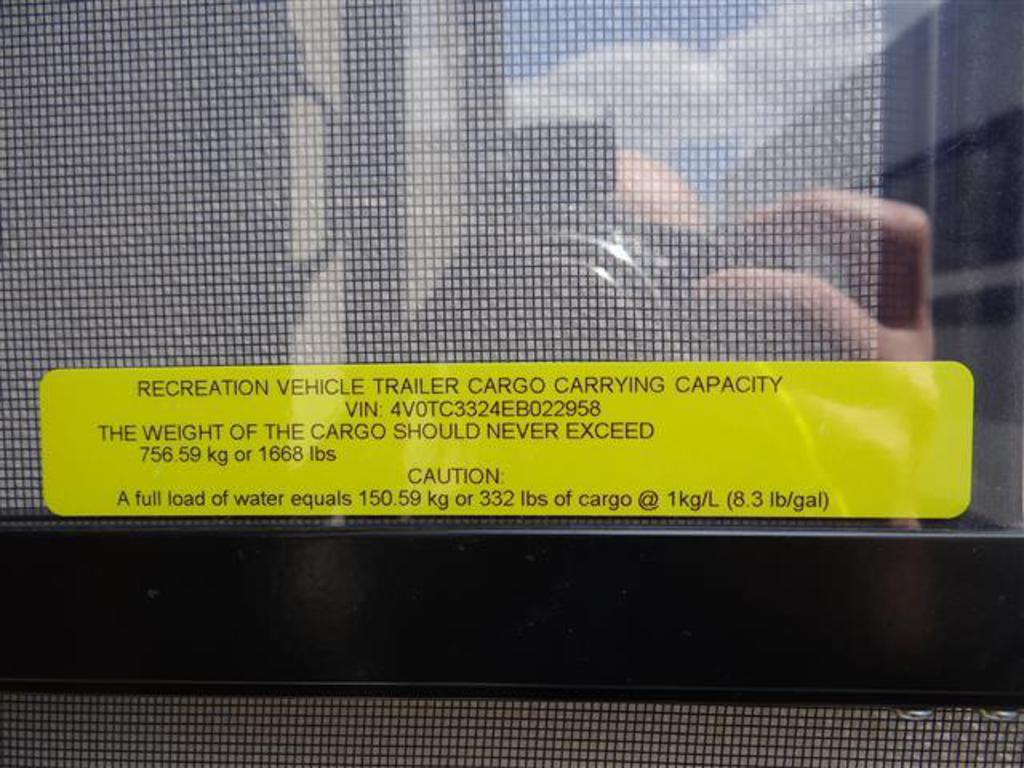 RECREATION VEHICLE TRAILER CARGO CARRYING CAPACITY
VIN: 4V0TC3324EB022958
THE WEIGHT OF THE CARGO SHOULD NEVER EXCEED
756.59 kg or 1668 lbs
CAUTION:
A full load of water equals 150.59 kg or 332 lbs of cargo @ 1kg/L (8.3 lb/gal)